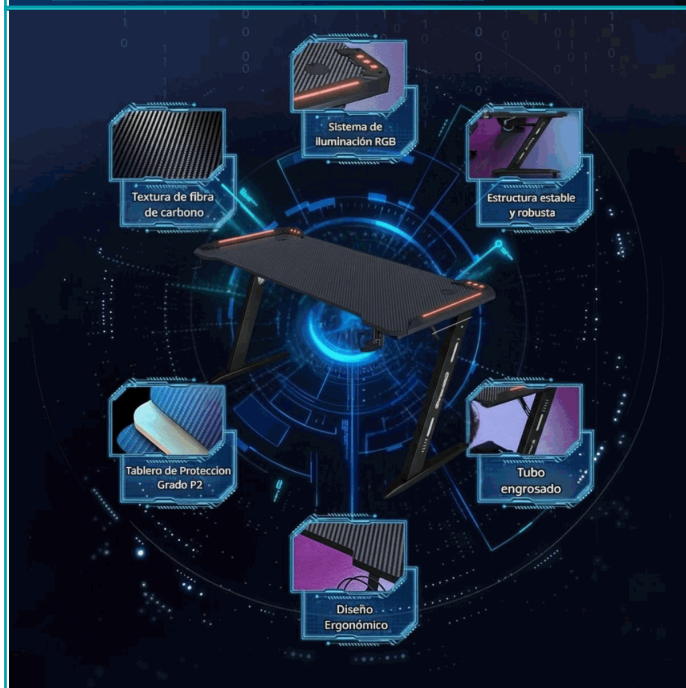 Sistema de
iluminación RGB
Textura de fibra
de carbono
Estructura estable
y robusta
Tablero de Proteccion
Grado P2
Tubo
engrosado
Diseño
Ergonómico